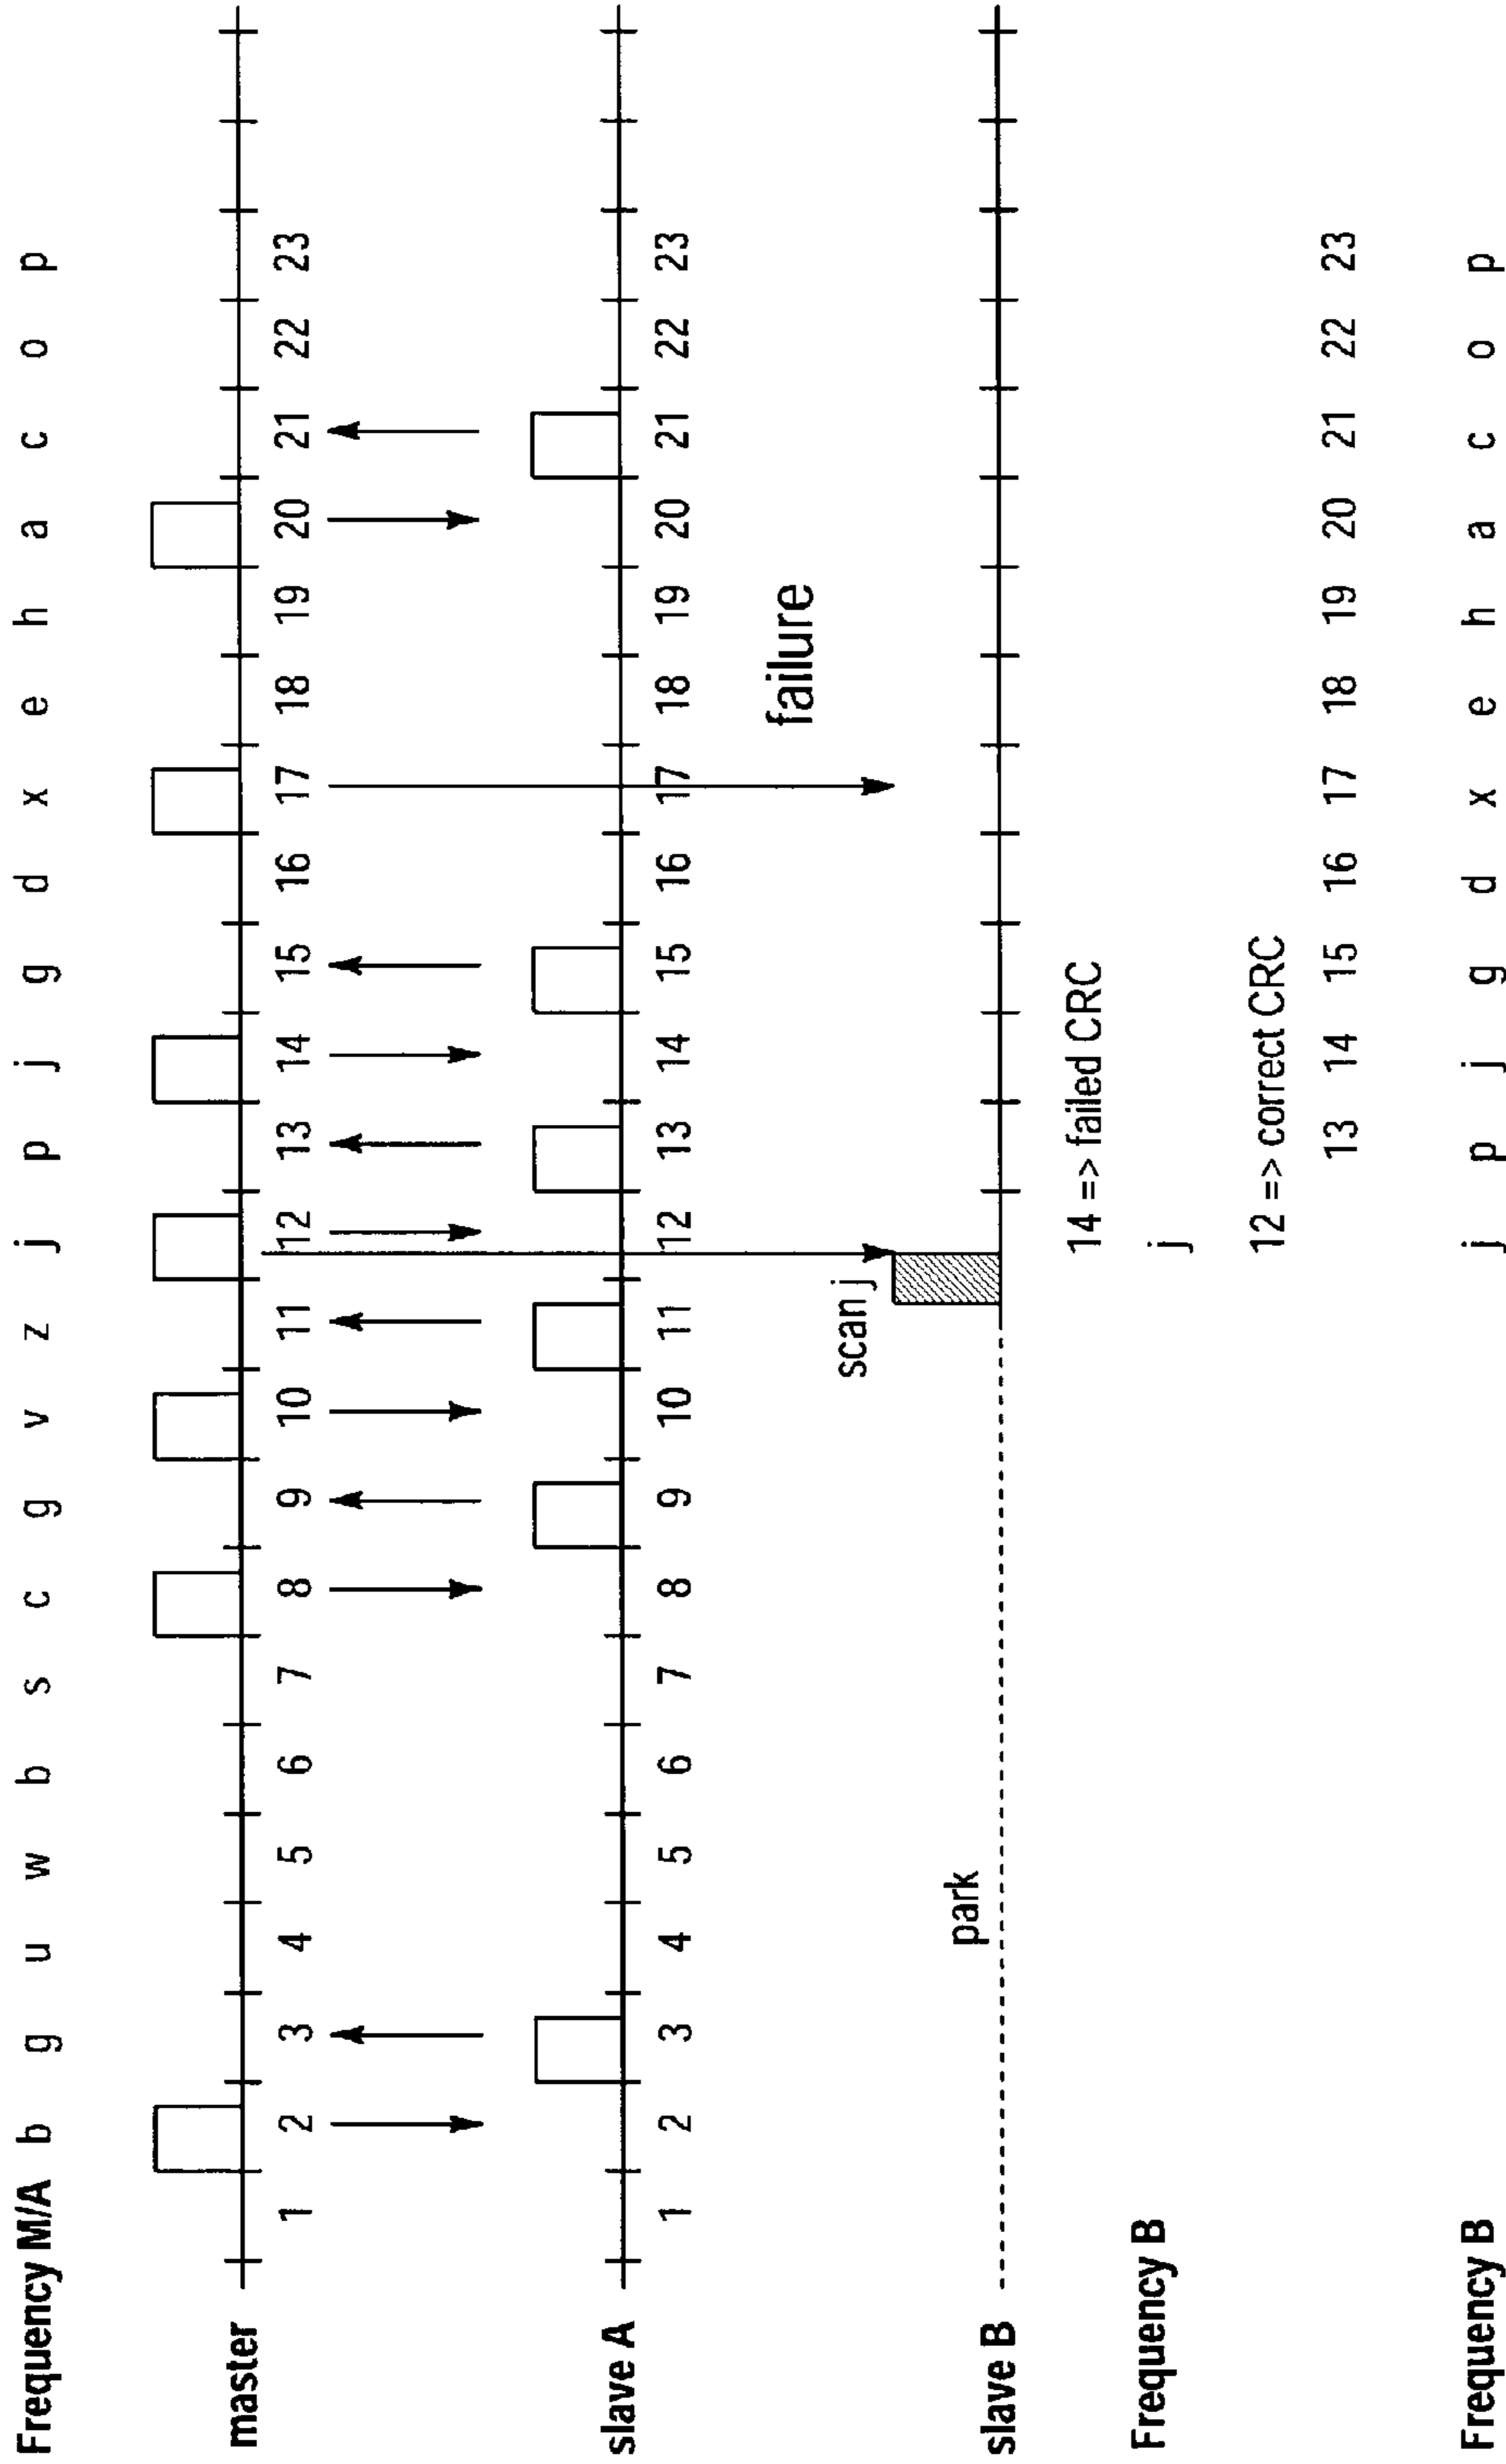 Frequency M/A b g u w b s c g v z j p j g d x e h a c o p
master
1 2 3 4 5 6 7 8 9 10 11 12 13 14 15 16 17 18 19 20 21 22 23
slave A
1 2 3 4 5 6 7 8 9 10 11 12 13 14 15 16 17 18 19 20 21 22 23
failure
scan j
park
slave B
14 => failed CRC
Frequency B j
12 => correct CRC
13 14 15 16 17 18 19 20 21 22 23
Frequency B j p j g d x e h a c o p